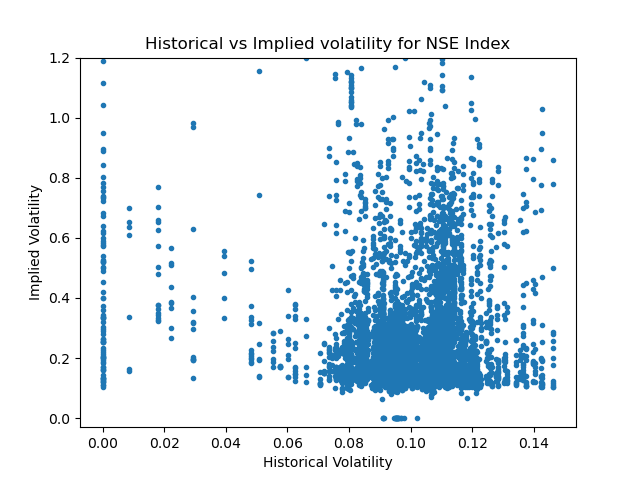 Historical vs Implied volatility for NSE Index
1.2
1.0
0.8
0.6
0.4
0.2
0.0
Implied Volatility
0.00 0.02 0.04 0.06 0.08 0.10 0.12 0.14
Historical Volatility